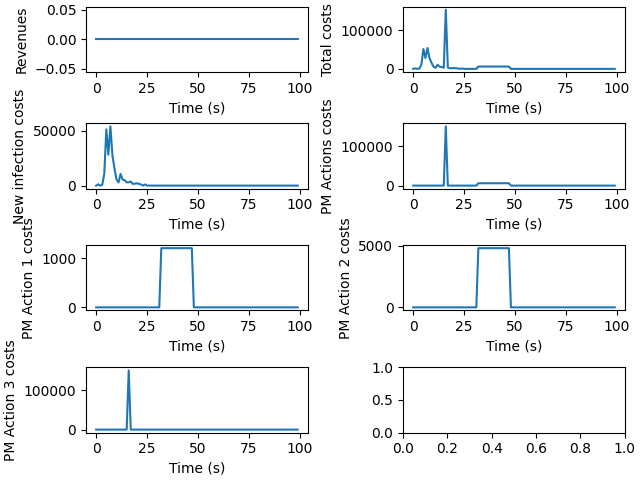 Revenues
0.05
0.00
−0.05
0 25 50 75 100
Time (s)
Total costs
100000
0
0 25 50 75 100
Time (s)
New infection costs
50000
0
0 25 50 75 100
Time (s)
PM Actions costs
100000
0
0 25 50 75 100
Time (s)
PM Action 1 costs
1000
0
0 25 50 75 100
Time (s)
PM Action 2 costs
5000
0
0 25 50 75 100
Time (s)
PM Action 3 costs
100000
0
0 25 50 75 100
Time (s)
1.0
0.5
0.0
0.0 0.2 0.4 0.6 0.8 1.0